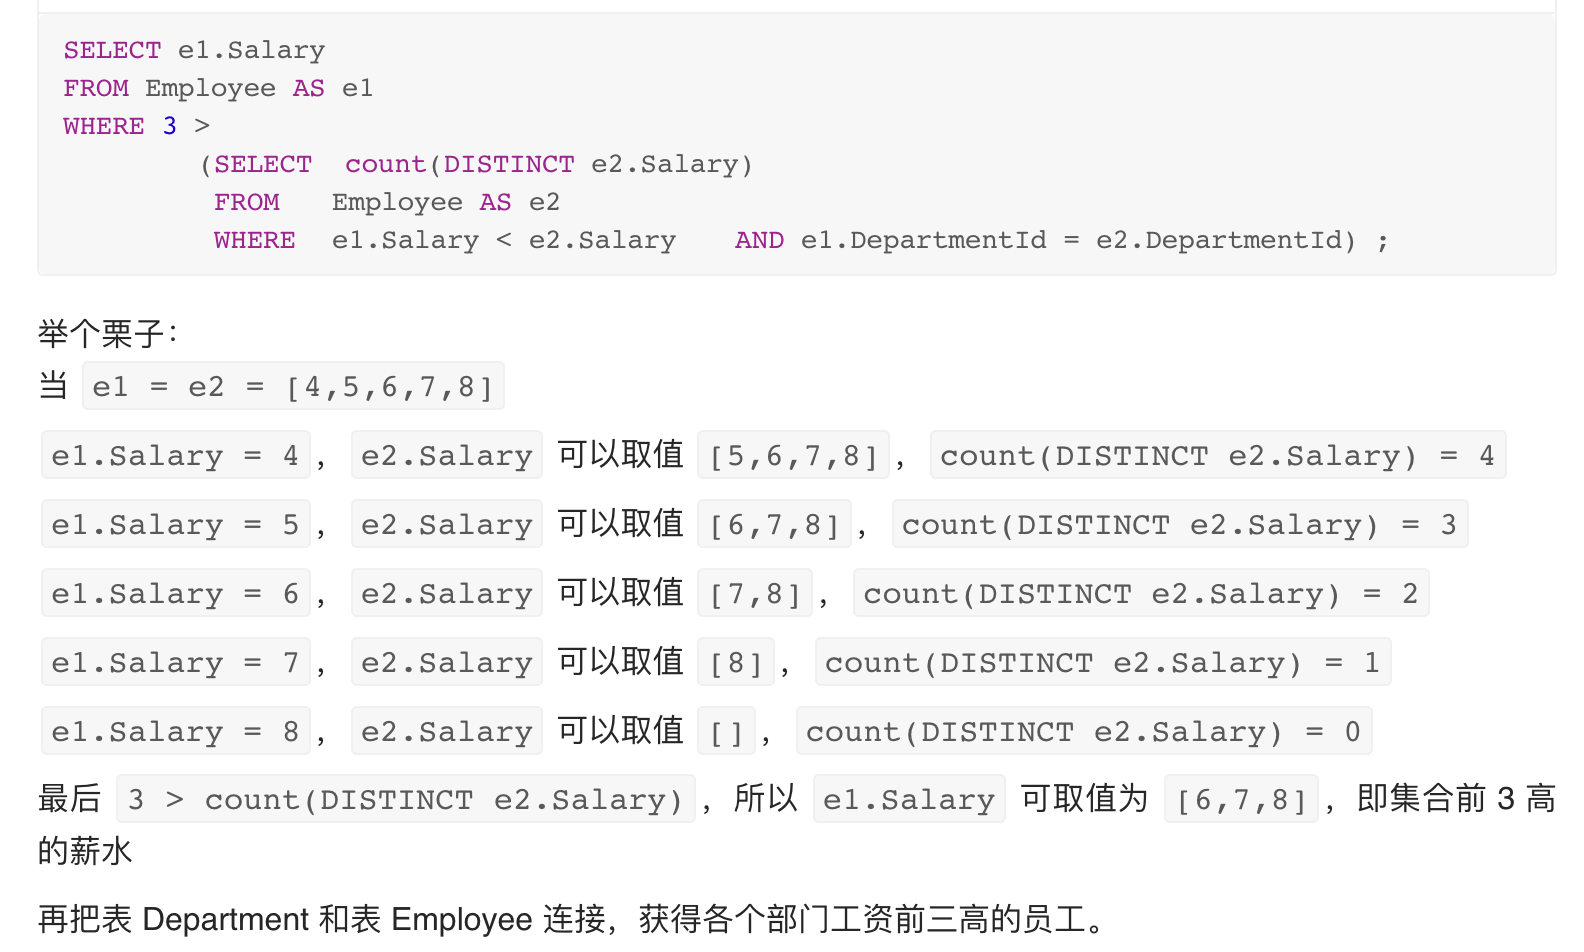 SELECT e1.Salary
FROM Employee AS e1
WHERE 3 >
(SELECT count(DISTINCT e2.Salary)
FROM Employee AS e2
WHERE e1.Salary < e2.Salary AND e1.DepartmentId = e2.DepartmentId) ;
举个栗子：
当 e1 = e2 = [4,5,6,7,8]
e1.Salary = 4， e2.Salary 可以取值 [5,6,7,8]， count(DISTINCT e2.Salary) = 4
e1.Salary = 5， e2.Salary 可以取值 [6,7,8]， count(DISTINCT e2.Salary) = 3
e1.Salary = 6， e2.Salary 可以取值 [7,8]， count(DISTINCT e2.Salary) = 2
e1.Salary = 7， e2.Salary 可以取值 [8]， count(DISTINCT e2.Salary) = 1
e1.Salary = 8， e2.Salary 可以取值 []， count(DISTINCT e2.Salary) = 0
最后 3 > count(DISTINCT e2.Salary)，所以 e1.Salary 可取值为 [6,7,8]，即集合前 3 高
的薪水
再把表 Department 和表 Employee 连接，获得各个部门工资前三高的员工。